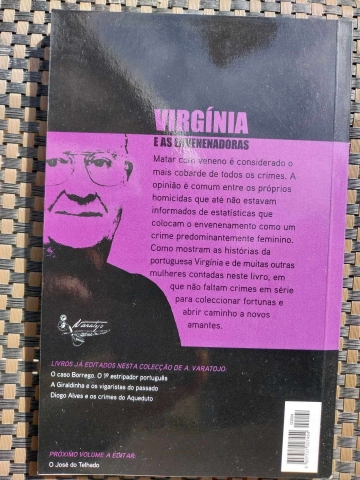 VIRGÍNIA
E AS ENVENENADORAS
Matar com veneno é considerado o
mais cobarde de todos os crimes. A
opinião é comum entre os próprios
homicidas que até não estavam
informados de estatísticas que
colocam o envenenamento como um
crime predominantemente feminino.
Como mostram as histórias da
portuguesa Virgínia e de muitas outras
mulheres contadas neste livro, em
que não faltam crimes em série
para coleccionar fortunas e
abrir caminho a novos
amantes.
LIVROS JÁ EDITADOS NESTA COLECÇÃO DE A. VARATOJO:
O caso Borrego. O 1º estripador português
A Giraldinha e os vigaristas do passado
Diogo Alves e os crimes do Aqueduto
PRÓXIMO VOLUME A EDITAR:
O José do Telhado